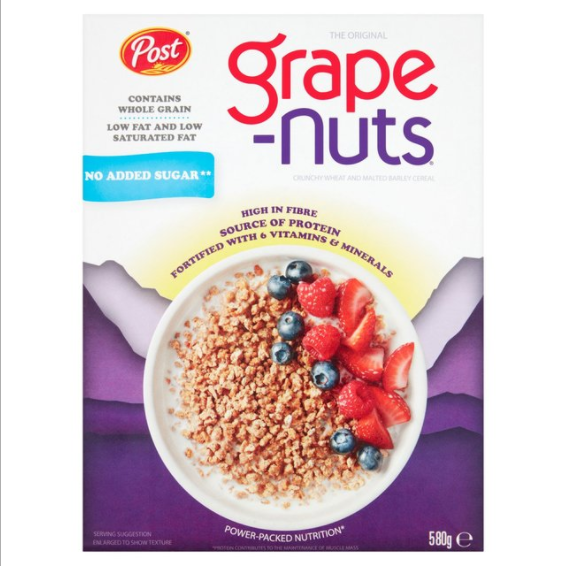 Post
THE ORIGINAL
grape
-nuts®
CONTAINS
WHOLE GRAIN
LOW FAT AND LOW
SATURATED FAT
NO ADDED SUGAR**
CRUNCHY WHEAT AND MALTED BARLEY CEREAL
HIGH IN FIBRE
SOURCE OF PROTEIN
FORTIFIED WITH 6 VITAMINS & MINERALS
SERVING SUGGESTION
ENLARGED TO SHOW TEXTURE
POWER-PACKED NUTRITION*
*PROTEIN CONTRIBUTES TO THE MAINTENANCE OF MUSCLE MASS
580g ℮